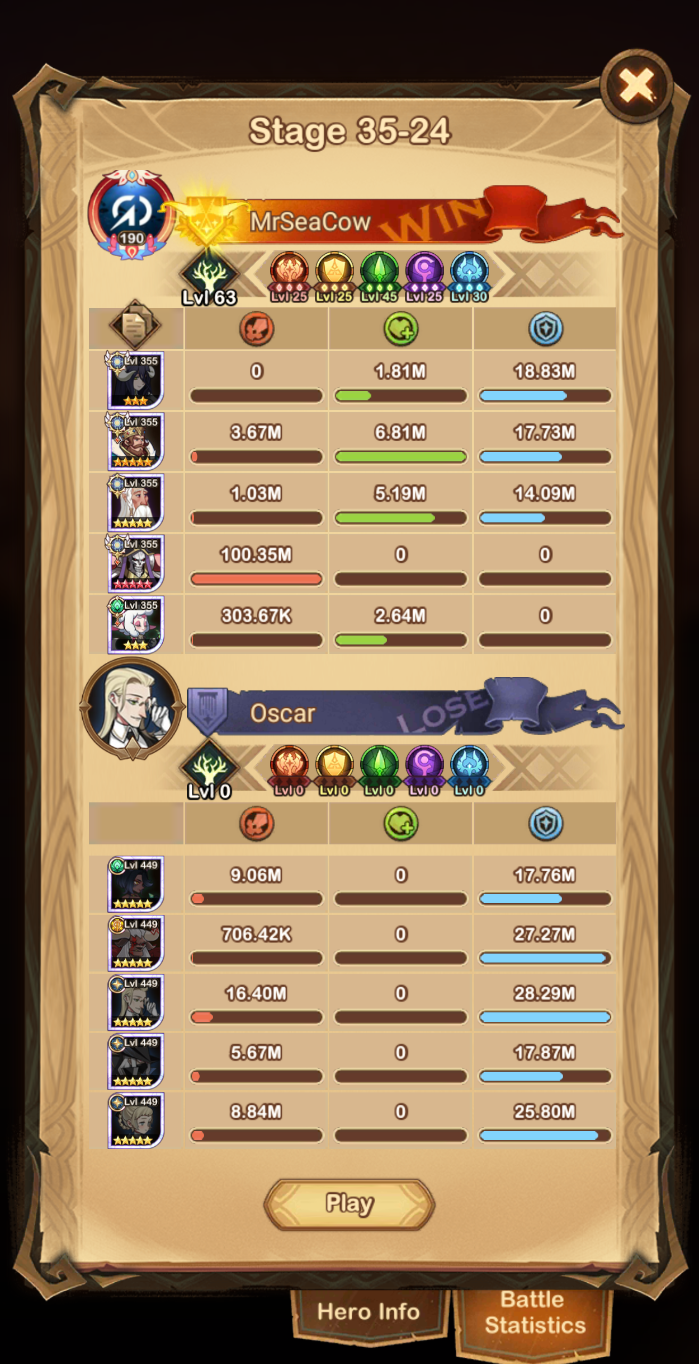 Stage 35-24
190
MrSeaCow
WIN
Lvl 63
Lvl 25 Lvl 25 Lvl 45 Lvl 25 Lvl 30
Lvl 355
0 1.81M 18.83M
Lvl 355
3.67M 6.81M 17.73M
Lvl 355
1.03M 5.19M 14.09M
Lvl 355
100.35M 0 0
Lvl 355
303.67K 2.64M 0
Oscar
LOSE
Lvl 0
Lvl 0 Lvl 0 Lvl 0 Lvl 0 Lvl 0
Lvl 449
9.06M 0 17.76M
Lvl 449
706.42K 0 27.27M
Lvl 449
16.40M 0 28.29M
Lvl 449
5.67M 0 17.87M
Lvl 449
8.84M 0 25.80M
Play
Hero Info
Battle
Statistics